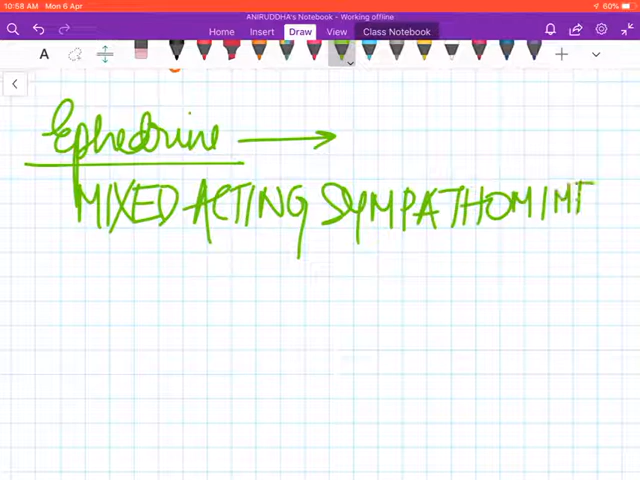 10:58 AM Mon 6 Apr 60%
ANIRUDDHA's Notebook - Working offline
Home Insert Draw View Class Notebook
A
Ephedrine →
MIXED ACTING SYMPATHOMIMT